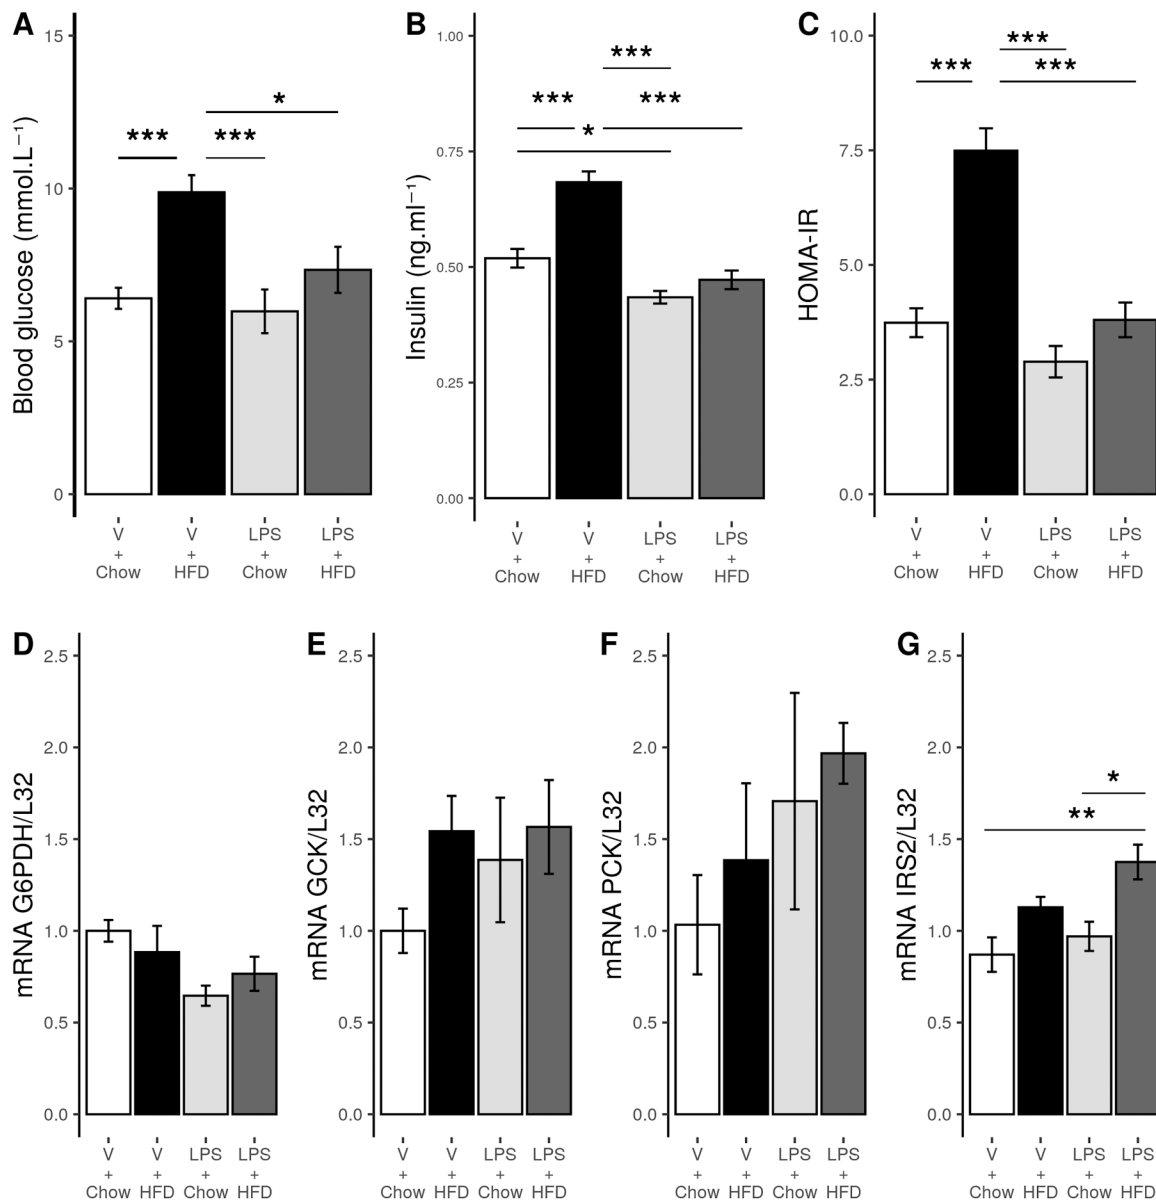 A
Blood glucose (mmol.L⁻¹)
15
10
5
0
***
***
*
V + Chow
V + HFD
LPS + Chow
LPS + HFD
B
Insulin (ng.ml⁻¹)
1.00
0.75
0.50
0.25
0.00
***
***
***
*
V + Chow
V + HFD
LPS + Chow
LPS + HFD
C
HOMA-IR
10.0
7.5
5.0
2.5
0.0
***
***
***
V + Chow
V + HFD
LPS + Chow
LPS + HFD
D
mRNA G6PDH/L32
2.5
2.0
1.5
1.0
0.5
0.0
V + Chow
V + HFD
LPS + Chow
LPS + HFD
E
mRNA GCK/L32
2.5
2.0
1.5
1.0
0.5
0.0
V + Chow
V + HFD
LPS + Chow
LPS + HFD
F
mRNA PCK/L32
2.5
2.0
1.5
1.0
0.5
0.0
V + Chow
V + HFD
LPS + Chow
LPS + HFD
G
mRNA IRS2/L32
2.5
2.0
1.5
1.0
0.5
0.0
*
**
V + Chow
V + HFD
LPS + Chow
LPS + HFD